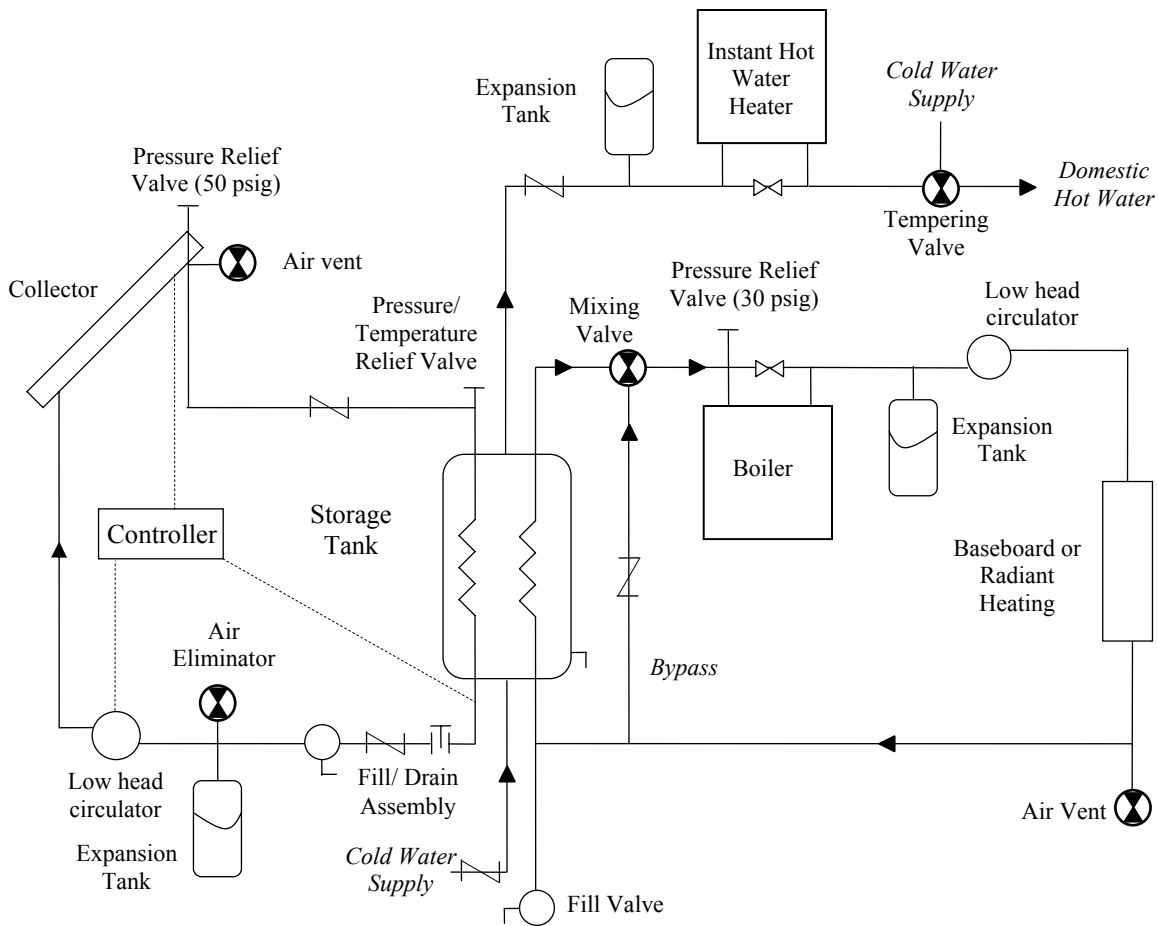 Instant Hot
Water
Heater
Expansion
Tank
Cold Water
Supply
Pressure Relief
Valve (50 psig)
Domestic
Hot Water
Tempering
Valve
Air vent
Collector
Pressure/
Temperature
Relief Valve
Mixing
Valve
Pressure Relief
Valve (30 psig)
Low head
circulator
Expansion
Tank
Boiler
Storage
Tank
Controller
Baseboard or
Radiant
Heating
Air
Eliminator
Bypass
Low head
circulator
Fill/ Drain
Assembly
Expansion
Tank
Cold Water
Supply
Air Vent
Fill Valve